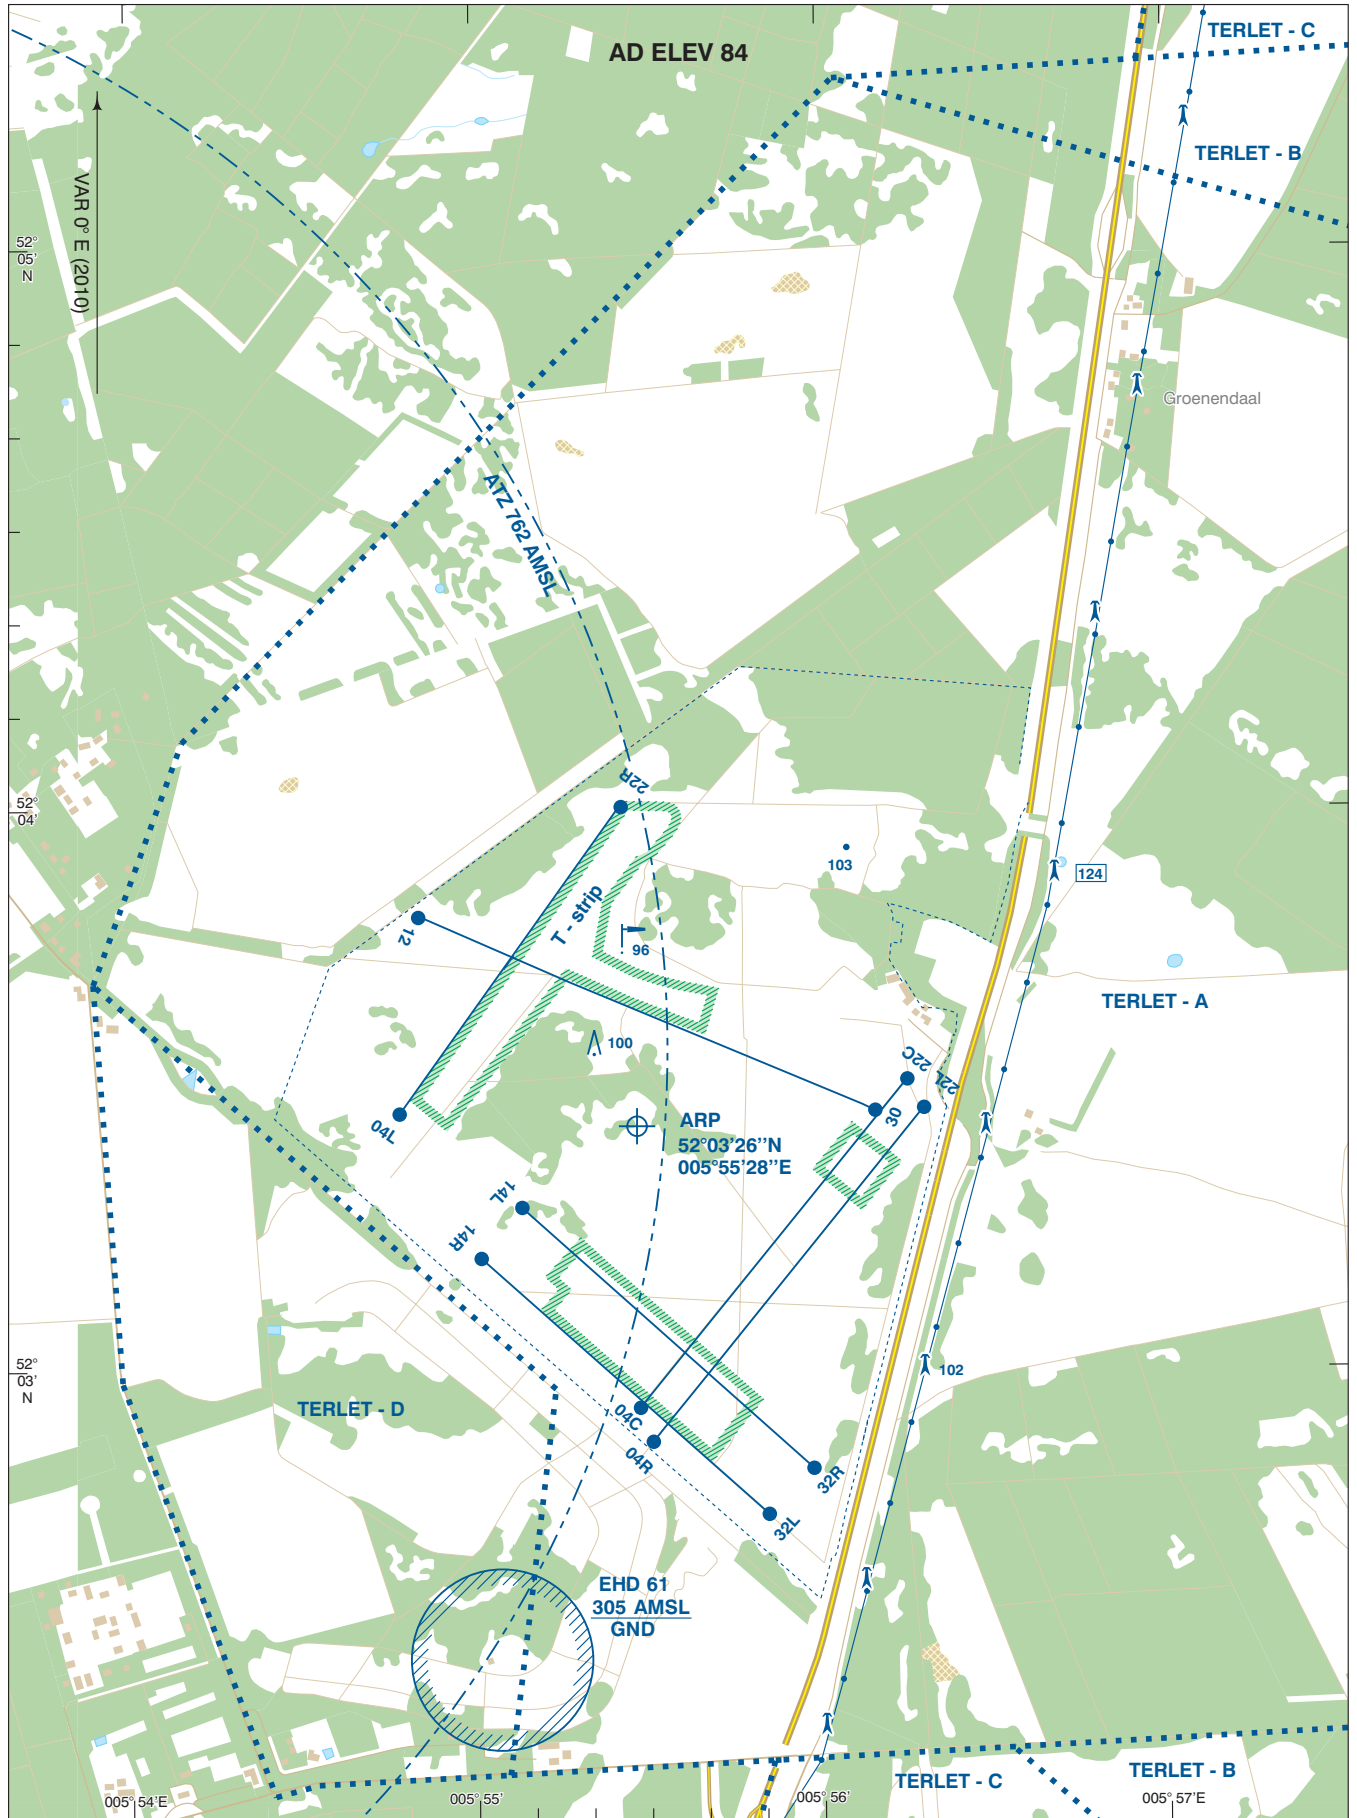 TERLET - C
AD ELEV 84
TERLET - B
VAR 0° E (2010)
52°
05'
N
Groenendaal
ATZ 762 AMSL
22R
52°
04'
103
124
T - strip
12
96
TERLET - A
100
22C
22L
30
04L
ARP
52°03'26''N
005°55'28''E
14L
14R
52°
03'
N
102
TERLET - D
04C
04R
32R
32L
EHD 61
305 AMSL
GND
TERLET - B
TERLET - C
005° 54'E
005° 55'
005° 56'
005° 57'E